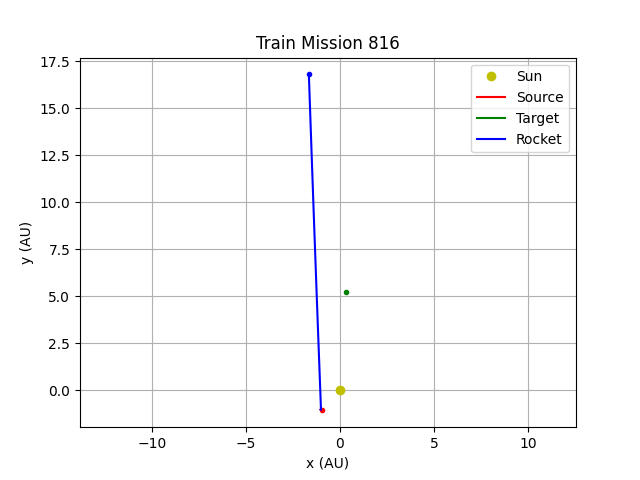 Train Mission 816
17.5
15.0
12.5
10.0
7.5
5.0
2.5
0.0
y (AU)
Sun
Source
Target
Rocket
−10
−5
0
5
10
x (AU)